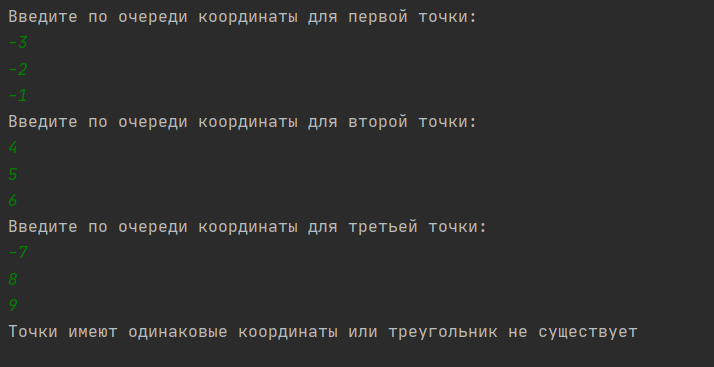 Введите по очереди координаты для первой точки:
-3
-2
-1
Введите по очереди координаты для второй точки:
4
5
6
Введите по очереди координаты для третьей точки:
-7
8
9
Точки имеют одинаковые координаты или треугольник не существует